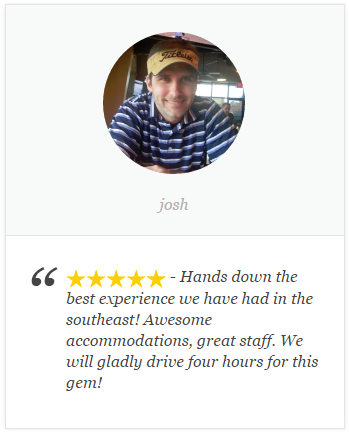 Titleist
josh
“ ★★★★★ - Hands down the
best experience we have had in the
southeast! Awesome
accommodations, great staff. We
will gladly drive four hours for this
gem!